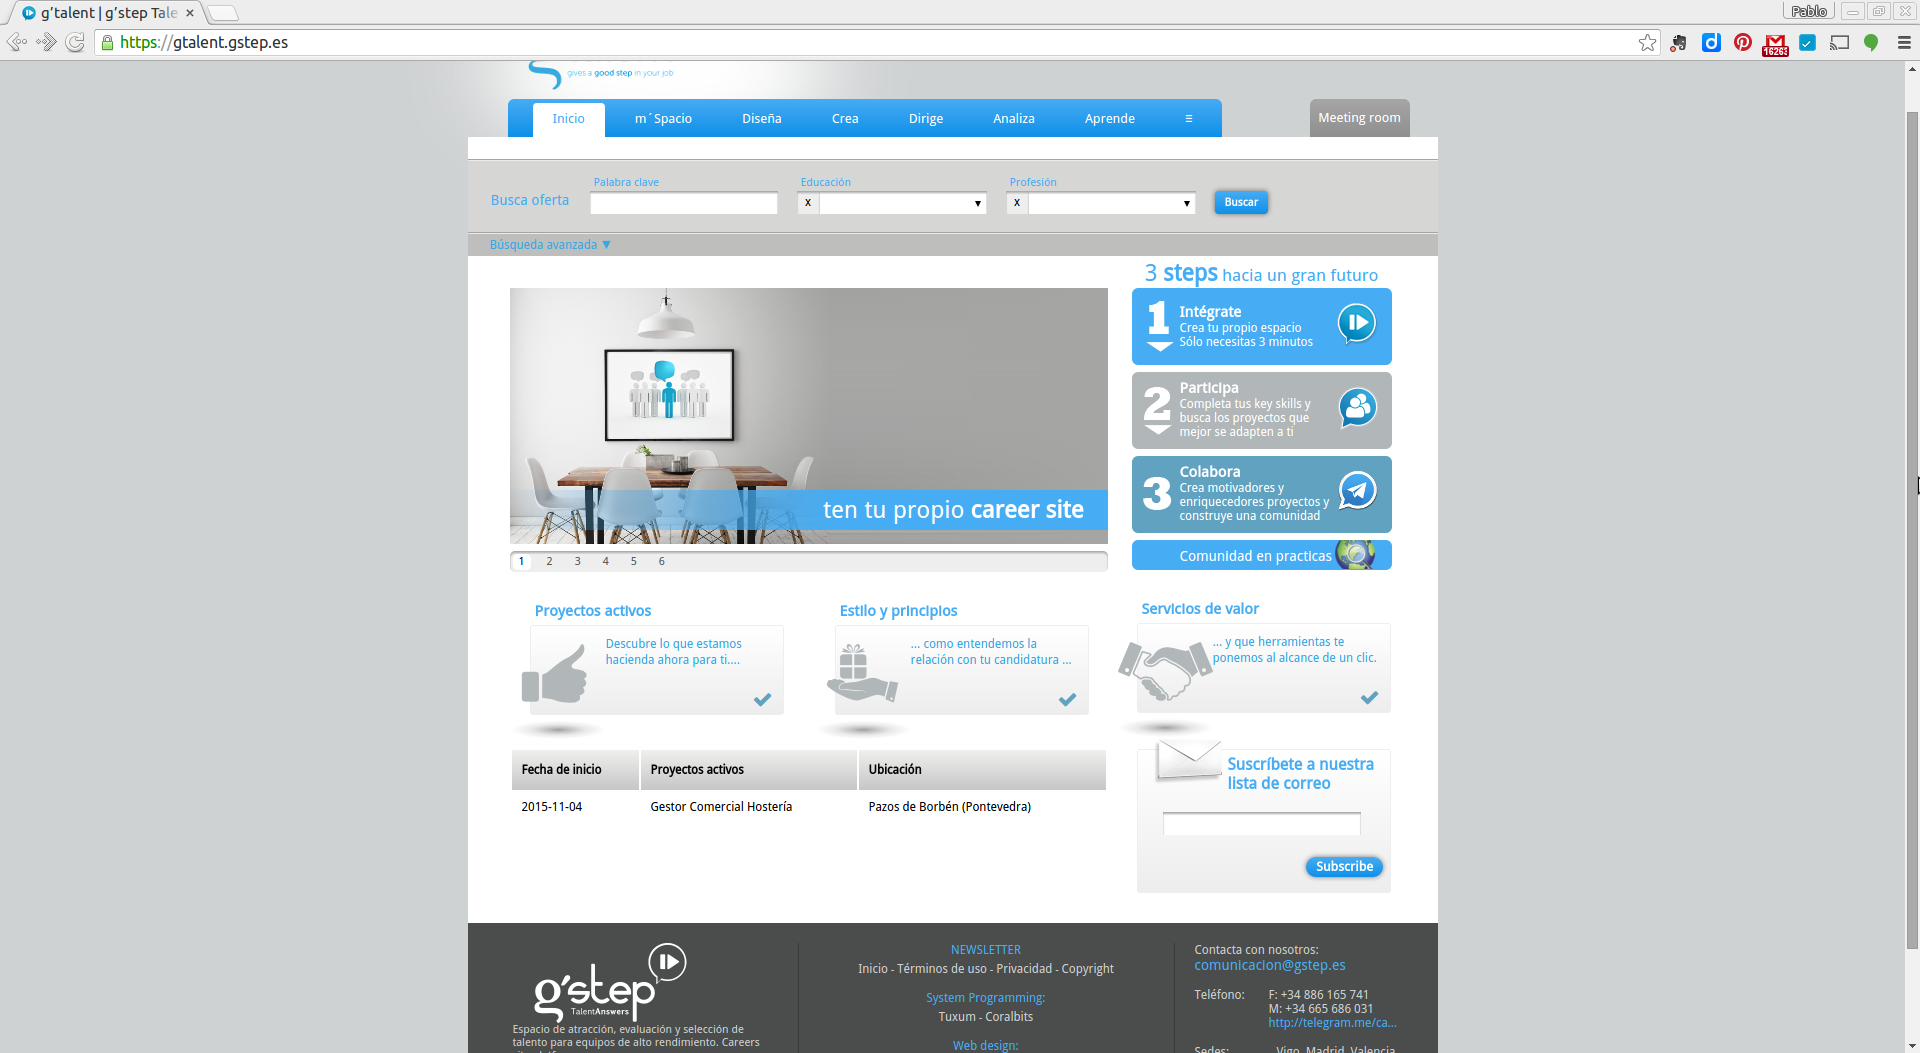 g'talent | g'step Tale
Pablo
https://gtalent.gstep.es
16263
gives a good step in your job
Inicio
m´Spacio
Diseña
Crea
Dirige
Analiza
Aprende
≡
Meeting room
Busca oferta
Palabra clave
Educación
x
Profesión
x
Buscar
Búsqueda avanzada ▼
3 steps hacia un gran futuro
1
Intégrate
Crea tu propio espacio
Sólo necesitas 3 minutos
2
Participa
Completa tus key skills y
busca los proyectos que
mejor se adapten a ti
3
Colabora
Crea motivadores y
enriquecedores proyectos y
construye una comunidad
Comunidad en practicas
ten tu propio career site
1 2 3 4 5 6
Proyectos activos
Descubre lo que estamos
hacienda ahora para ti....
Estilo y principios
... como entendemos la
relación con tu candidatura ...
Servicios de valor
... y que herramientas te
ponemos al alcance de un clic.
Fecha de inicio Proyectos activos Ubicación
2015-11-04 Gestor Comercial Hostería Pazos de Borbén (Pontevedra)
Suscríbete a nuestra
lista de correo
Subscribe
g'step
TalentAnswers
Espacio de atracción, evaluación y selección de
talento para equipos de alto rendimiento. Careers
NEWSLETTER
Inicio - Términos de uso - Privacidad - Copyright
System Programming:
Tuxum - Coralbits
Web design:
Contacta con nosotros:
comunicacion@gstep.es
Teléfono: F: +34 886 165 741
M: +34 665 686 031
http://telegram.me/ca...
Sedes: Vigo, Madrid, Valencia